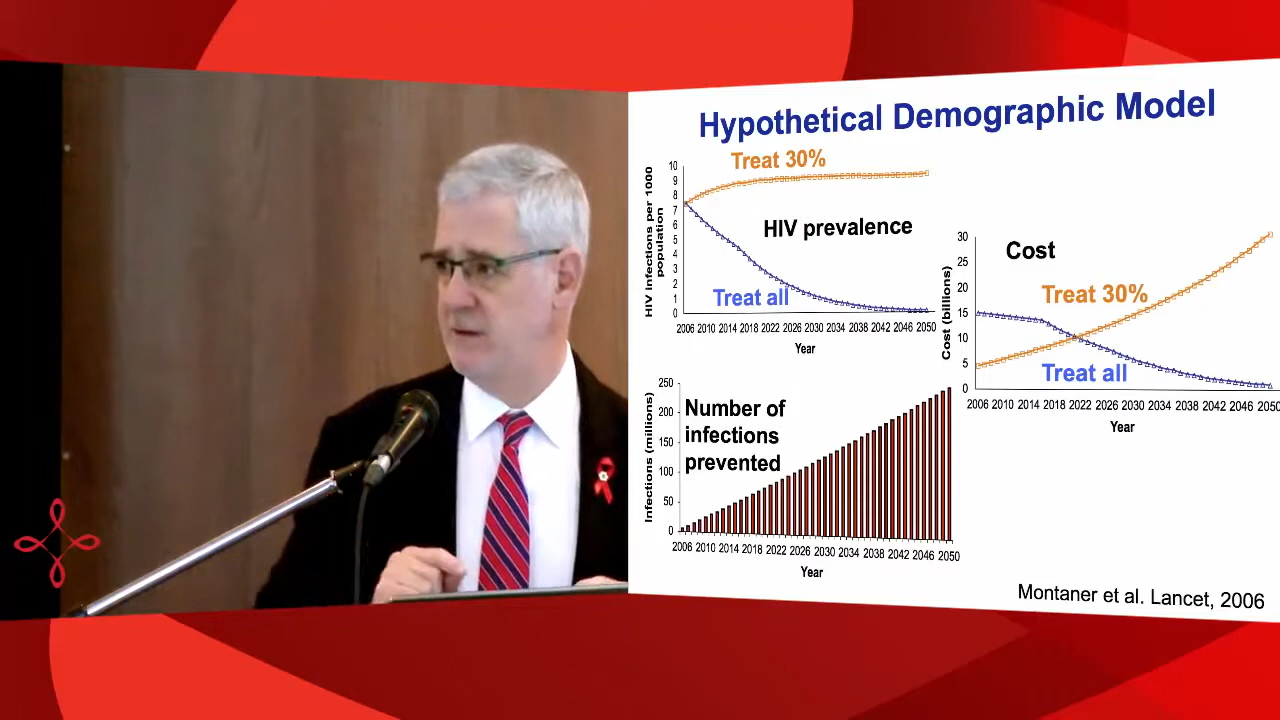 Hypothetical Demographic Model
Treat 30%
HIV prevalence
Treat all
HIV Infections per 1000
population
10
9
8
7
6
5
4
3
2
1
0
2006 2010 2014 2018 2022 2026 2030 2034 2038 2042 2046 2050
Year
Cost
Treat 30%
Treat all
Cost (billions)
30
25
20
15
10
5
0
2006 2010 2014 2018 2022 2026 2030 2034 2038 2042 2046 2050
Year
Number of
infections
prevented
Infections (millions)
250
200
150
100
50
0
2006 2010 2014 2018 2022 2026 2030 2034 2038 2042 2046 2050
Year
Montaner et al. Lancet, 2006